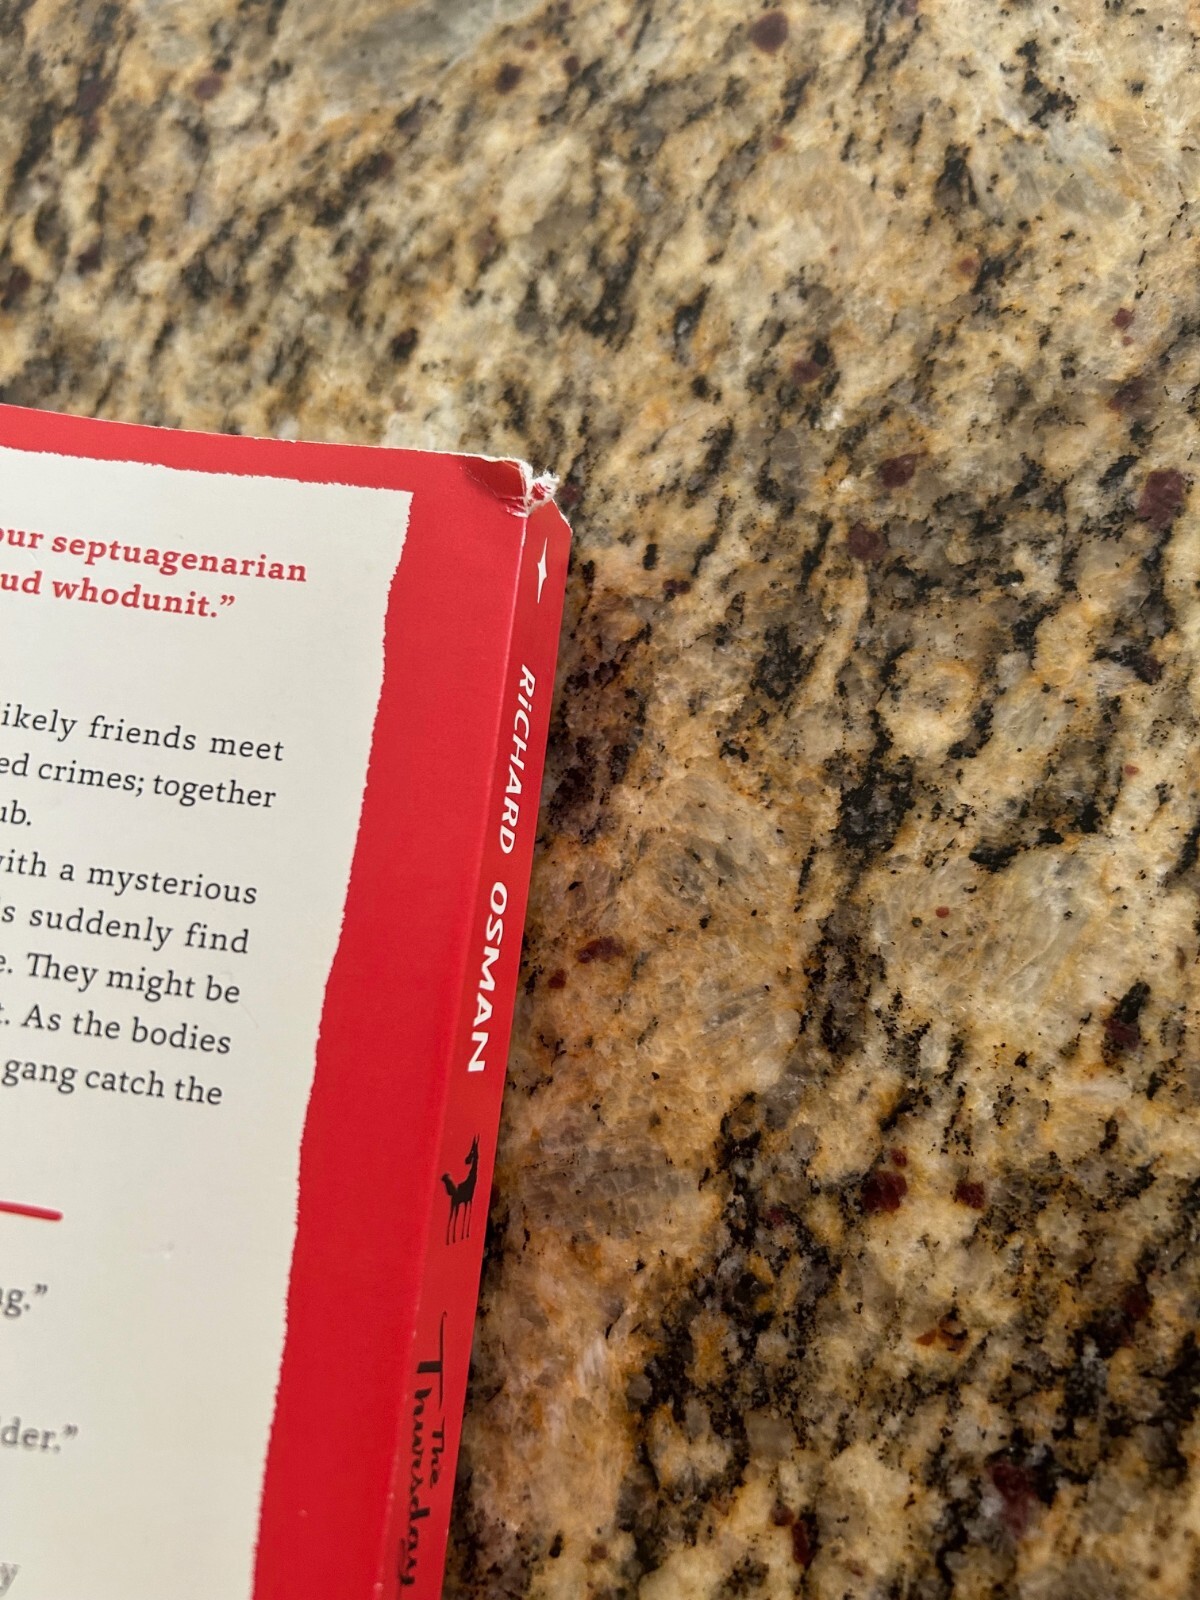 our septuagenarian
ud whodunit.”
ikely friends meet
ed crimes; together
ub.
with a mysterious
s suddenly find
e. They might be
t. As the bodies
gang catch the
g.”
der.”
y
RiCHARD OSMAN
The
Thursday